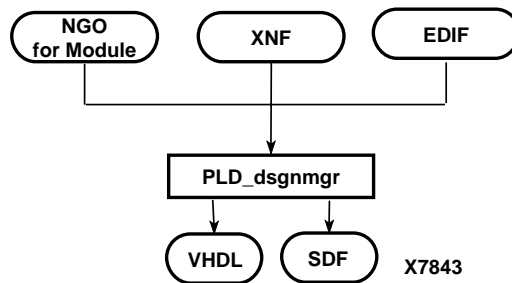 NGO
for Module
XNF
EDIF
PLD_dsgnmgr
VHDL
SDF
X7843